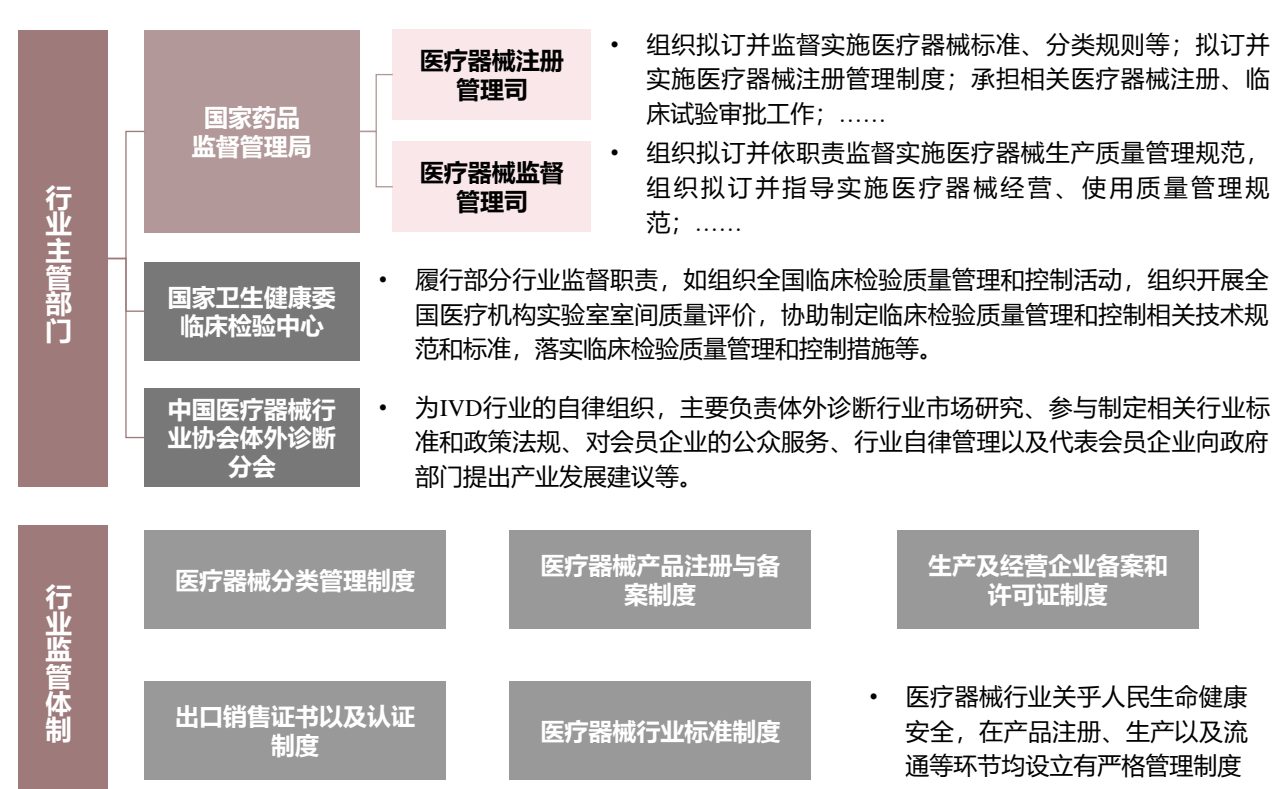 行业主管部门
国家药品
监督管理局
医疗器械注册
管理司
• 组织拟订并监督实施医疗器械标准、分类规则等；拟订并
实施医疗器械注册管理制度；承担相关医疗器械注册、临
床试验审批工作；……
医疗器械监督
管理司
• 组织拟订并依职责监督实施医疗器械生产质量管理规范，
组织拟订并指导实施医疗器械经营、使用质量管理规
范；……
国家卫生健康委
临床检验中心
• 履行部分行业监督职责，如组织全国临床检验质量管理和控制活动，组织开展全
国医疗机构实验室室间质量评价，协助制定临床检验质量管理和控制相关技术规
范和标准，落实临床检验质量管理和控制措施等。
中国医疗器械行
业协会体外诊断
分会
• 为IVD行业的自律组织，主要负责体外诊断行业市场研究、参与制定相关行业标
准和政策法规、对会员企业的公众服务、行业自律管理以及代表会员企业向政府
部门提出产业发展建议等。
行业监管体制
医疗器械分类管理制度
医疗器械产品注册与备
案制度
生产及经营企业备案和
许可证制度
出口销售证书以及认证
制度
医疗器械行业标准制度
• 医疗器械行业关乎人民生命健康
安全，在产品注册、生产以及流
通等环节均设立有严格管理制度